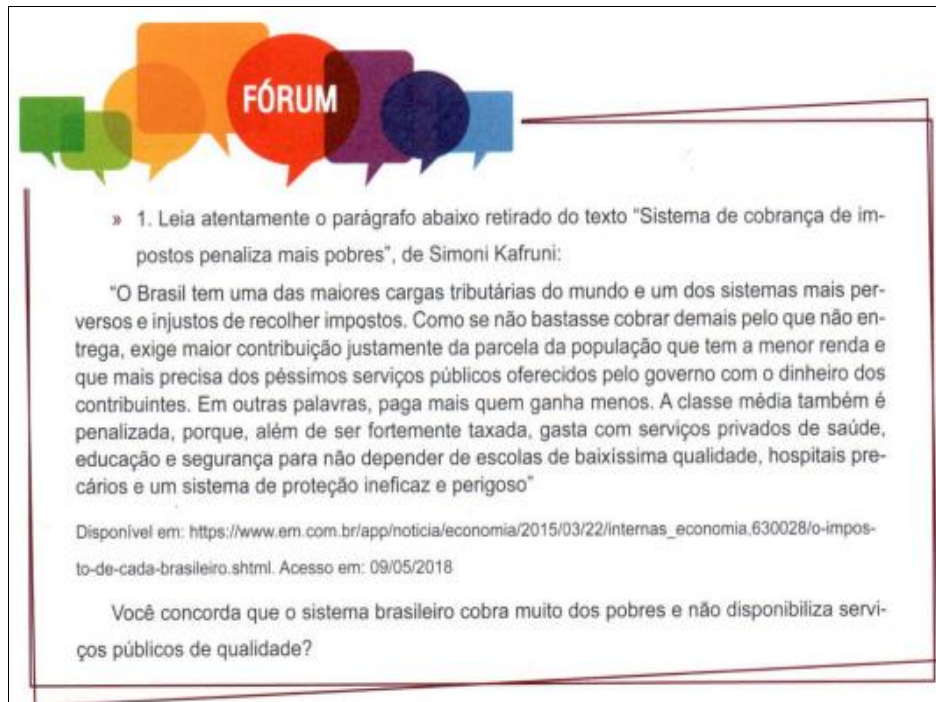 FÓRUM
» 1. Leia atentamente o parágrafo abaixo retirado do texto "Sistema de cobrança de im-
postos penaliza mais pobres", de Simoni Kafruni:
"O Brasil tem uma das maiores cargas tributárias do mundo e um dos sistemas mais per-
versos e injustos de recolher impostos. Como se não bastasse cobrar demais pelo que não en-
trega, exige maior contribuição justamente da parcela da população que tem a menor renda e
que mais precisa dos péssimos serviços públicos oferecidos pelo governo com o dinheiro dos
contribuintes. Em outras palavras, paga mais quem ganha menos. A classe média também é
penalizada, porque, além de ser fortemente taxada, gasta com serviços privados de saúde,
educação e segurança para não depender de escolas de baixíssima qualidade, hospitais pre-
cários e um sistema de proteção ineficaz e perigoso"
Disponível em: https://www.em.com.br/app/noticia/economia/2015/03/22/internas_economia,630028/o-impos-
to-de-cada-brasileiro.shtml. Acesso em: 09/05/2018
Você concorda que o sistema brasileiro cobra muito dos pobres e não disponibiliza servi-
ços públicos de qualidade?